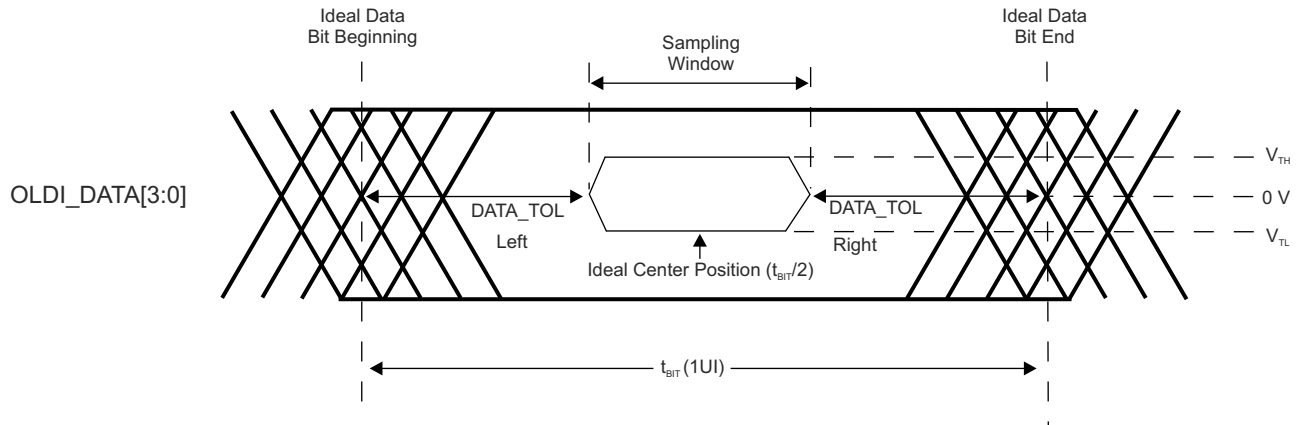 Ideal Data
Bit Beginning
Ideal Data
Bit End
Sampling
Window
V_TH
OLDI_DATA[3:0]
0 V
DATA_TOL
Left
DATA_TOL
Right
V_TL
Ideal Center Position (t_BIT/2)
t_BIT (1UI)